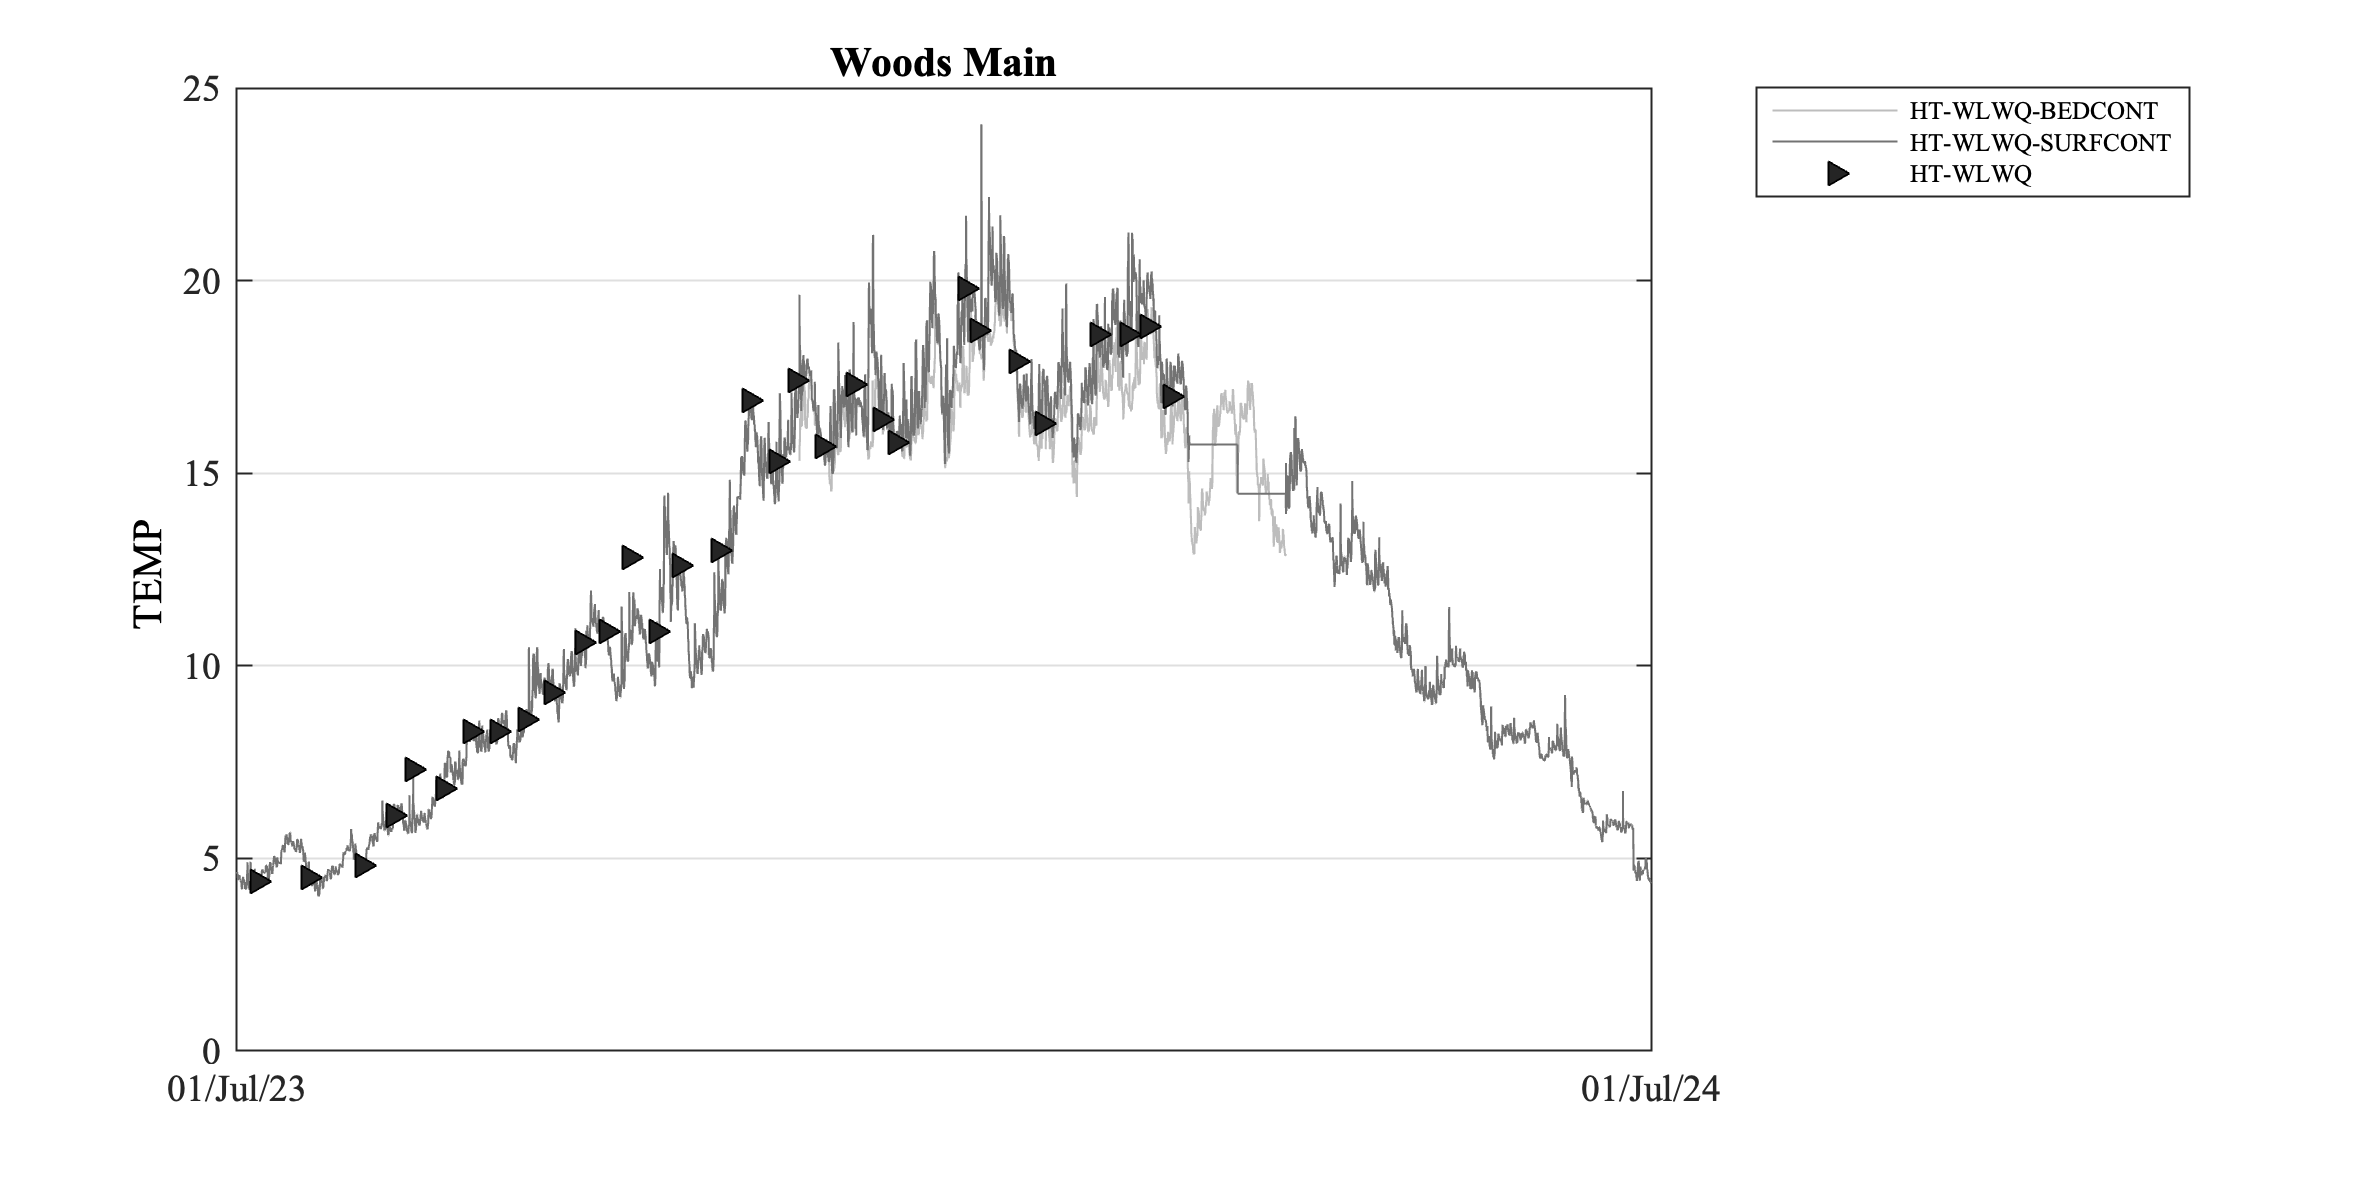 Woods Main
25
20
15
10
5
0
TEMP
01/Jul/23
01/Jul/24
HT-WLWQ-BEDCONT
HT-WLWQ-SURFCONT
HT-WLWQ